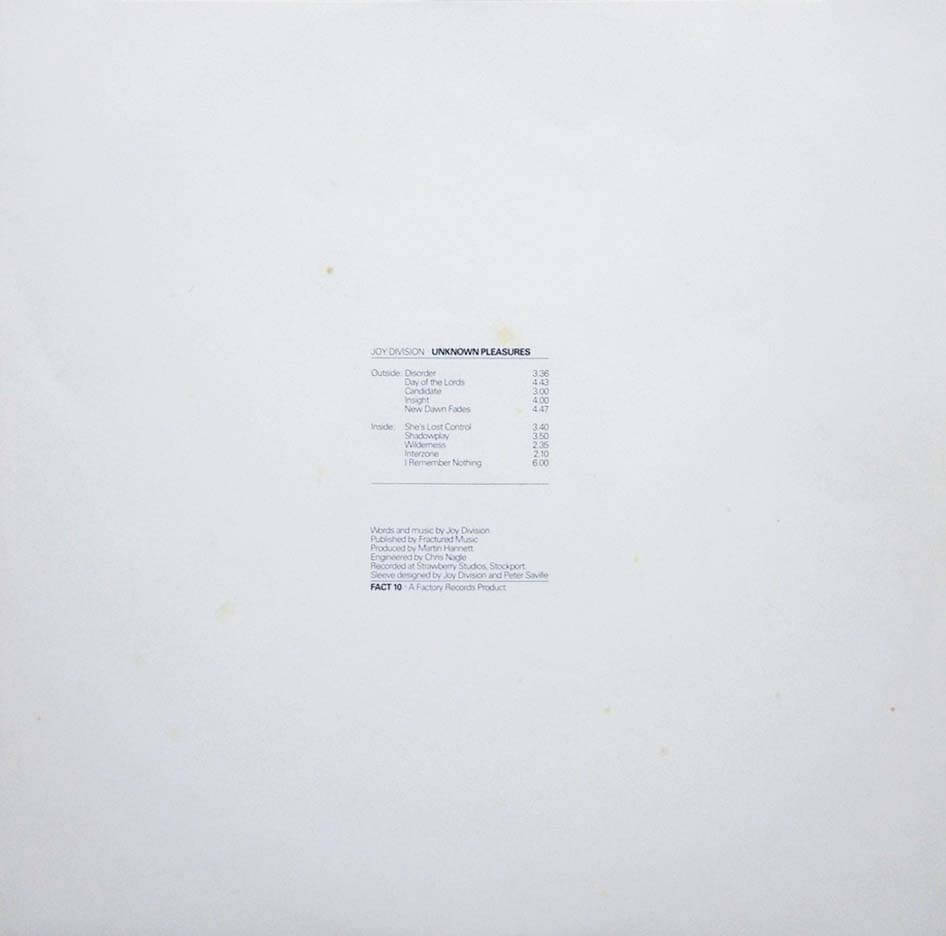 JOY DIVISION UNKNOWN PLEASURES
Outside: Disorder 3.36
Day of the Lords 4.43
Candidate 3.00
Insight 4.00
New Dawn Fades 4.47
Inside: She's Lost Control 3.40
Shadowplay 3.50
Wilderness 2.35
Interzone 2.10
I Remember Nothing 6.00
Words and music by Joy Division
Published by Fractured Music
Produced by Martin Hannett
Engineered by Chris Nagle
Recorded at Strawberry Studios, Stockport.
Sleeve designed by Joy Division and Peter Saville
FACT 10 · A Factory Records Product